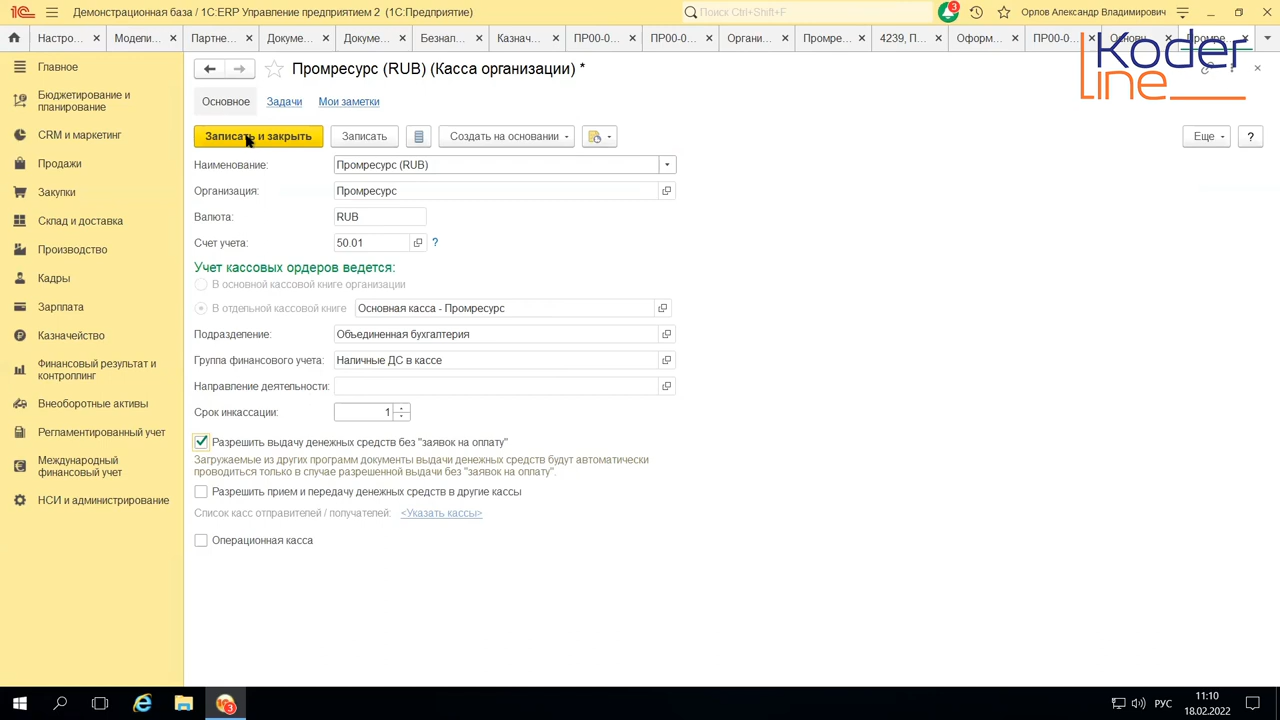 Демонстрационная база / 1С:ERP Управление предприятием 2 (1С:Предприятие)
Поиск Ctrl+Shift+F
3
Орлов Александр Владимирович
Настро...
Модели...
Партне...
Докуме...
Докуме...
Безнал...
Казнач...
ПР00-0...
ПР00-0...
Органи...
Промре...
4239, П...
Оформ...
ПР00-0...
Основн...
Промре...
Koder
line
Главное
Бюджетирование и
планирование
CRM и маркетинг
Продажи
Закупки
Склад и доставка
Производство
Кадры
Зарплата
Казначейство
Финансовый результат и
контроллинг
Внеоборотные активы
Регламентированный учет
Международный
финансовый учет
НСИ и администрирование
Промресурс (RUB) (Касса организации) *
Основное
Задачи
Мои заметки
Записать и закрыть
Записать
Создать на основании
Еще
?
Наименование: Промресурс (RUB)
Организация: Промресурс
Валюта: RUB
Счет учета: 50.01 ?
Учет кассовых ордеров ведется:
В основной кассовой книге организации
В отдельной кассовой книге Основная касса - Промресурс
Подразделение: Объединенная бухгалтерия
Группа финансового учета: Наличные ДС в кассе
Направление деятельности:
Срок инкассации: 1
Разрешить выдачу денежных средств без "заявок на оплату"
Загружаемые из других программ документы выдачи денежных средств будут автоматически
проводиться только в случае разрешенной выдачи без "заявок на оплату".
Разрешить прием и передачу денежных средств в другие кассы
Список касс отправителей / получателей: <Указать кассы>
Операционная касса
3
РУС
11:10
18.02.2022